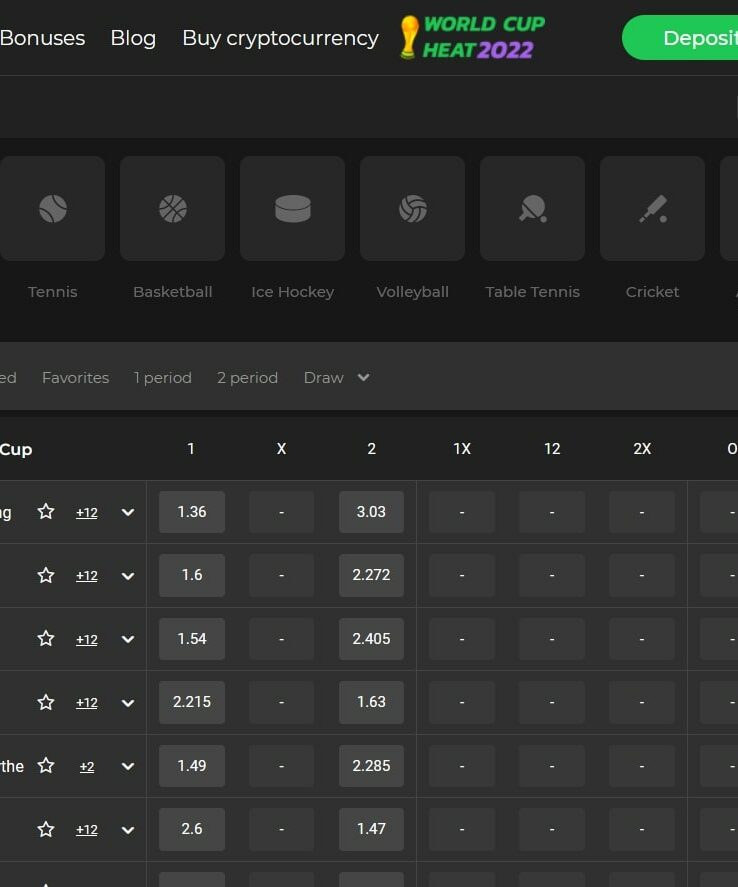 Bonuses Blog Buy cryptocurrency WORLD CUP HEAT 2022 Deposit
Tennis Basketball Ice Hockey Volleyball Table Tennis Cricket
ed Favorites 1 period 2 period Draw
Cup 1 X 2 1X 12 2X O
ng +12 1.36 - 3.03 - - - -
+12 1.6 - 2.272 - - - -
+12 1.54 - 2.405 - - - -
+12 2.215 - 1.63 - - - -
the +2 1.49 - 2.285 - - - -
+12 2.6 - 1.47 - - - -